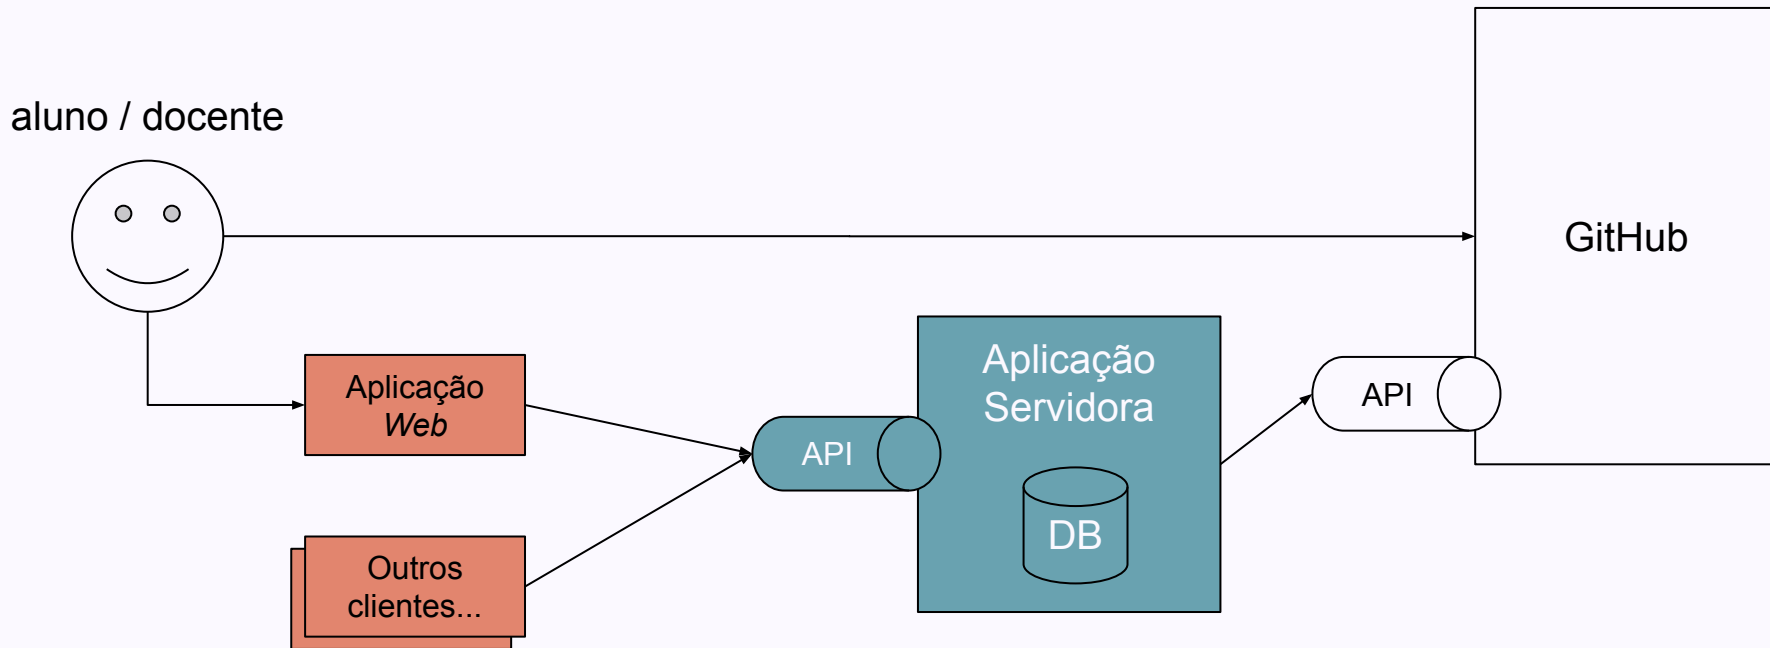 aluno / docente
GitHub
Aplicação
Servidora
Aplicação
Web
API
API
DB
Outros
clientes...